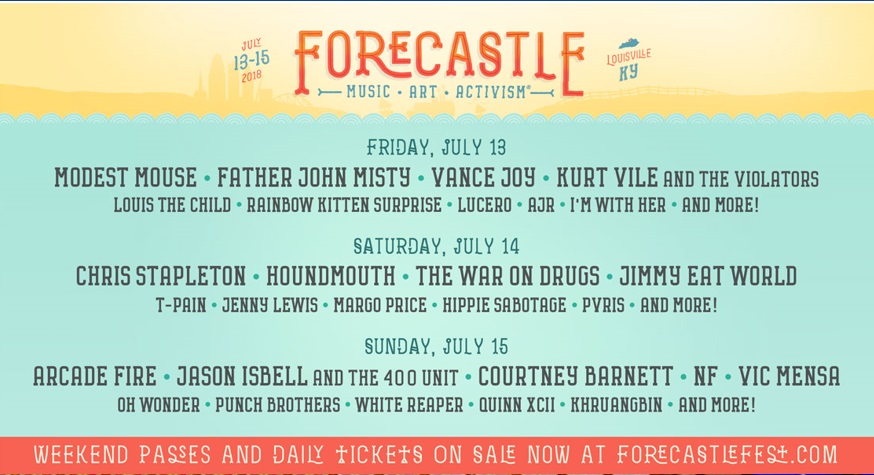 JULY
13-15
2018
FORECASTLE
MUSIC • ART • ACTIVISM®
LOUISVILLE
KY
FRIDAY, JULY 13
MODEST MOUSE • FATHER JOHN MISTY • VANCE JOY • KURT VILE AND THE VIOLATORS
LOUIS THE CHILD • RAINBOW KITTEN SURPRISE • LUCERO • AJR • I'M WITH HER • AND MORE!
SATURDAY, JULY 14
CHRIS STAPLETON • HOUNDMOUTH • THE WAR ON DRUGS • JIMMY EAT WORLD
T-PAIN • JENNY LEWIS • MARGO PRICE • HIPPIE SABOTAGE • PVRIS • AND MORE!
SUNDAY, JULY 15
ARCADE FIRE • JASON ISBELL AND THE 400 UNIT • COURTNEY BARNETT • NF • VIC MENSA
OH WONDER • PUNCH BROTHERS • WHITE REAPER • QUINN XCII • KHRUANGBIN • AND MORE!
WEEKEND PASSES AND DAILY TICKETS ON SALE NOW AT FORECASTLEFEST.COM